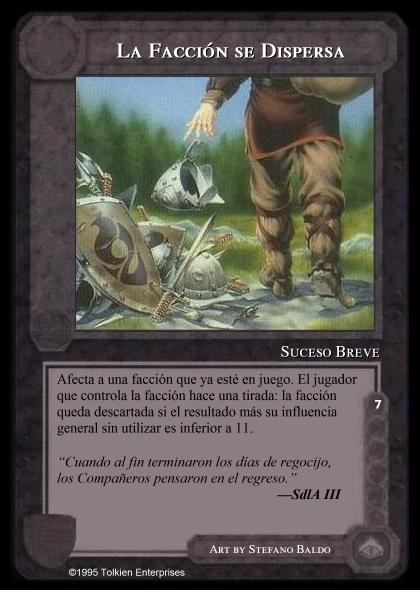 La Facción se Dispersa
Suceso Breve
Afecta a una facción que ya esté en juego. El jugador
que controla la facción hace una tirada: la facción
queda descartada si el resultado más su influencia
general sin utilizar es inferior a 11.
7
“Cuando al fin terminaron los días de regocijo,
los Compañeros pensaron en el regreso.”
—SdlA III
Art by Stefano Baldo
©1995 Tolkien Enterprises